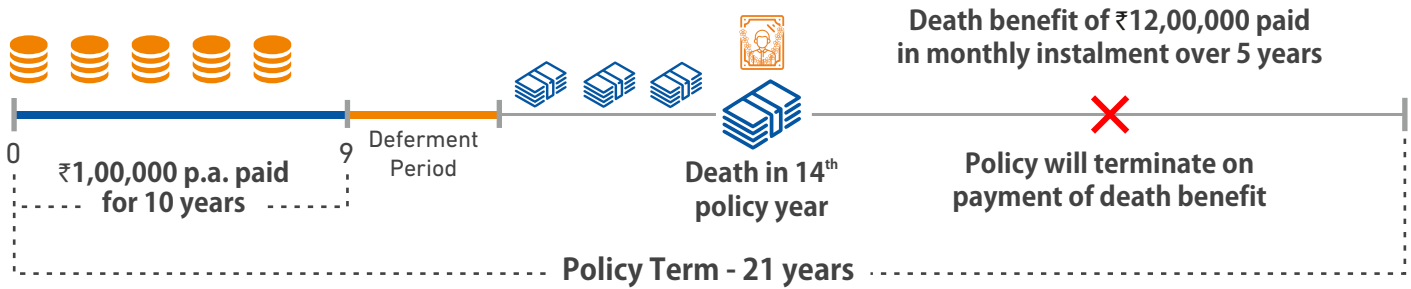 Death benefit of ₹12,00,000 paid
in monthly instalment over 5 years
0
9
Deferment
Period
₹1,00,000 p.a. paid
for 10 years
Death in 14th
policy year
Policy will terminate on
payment of death benefit
Policy Term - 21 years